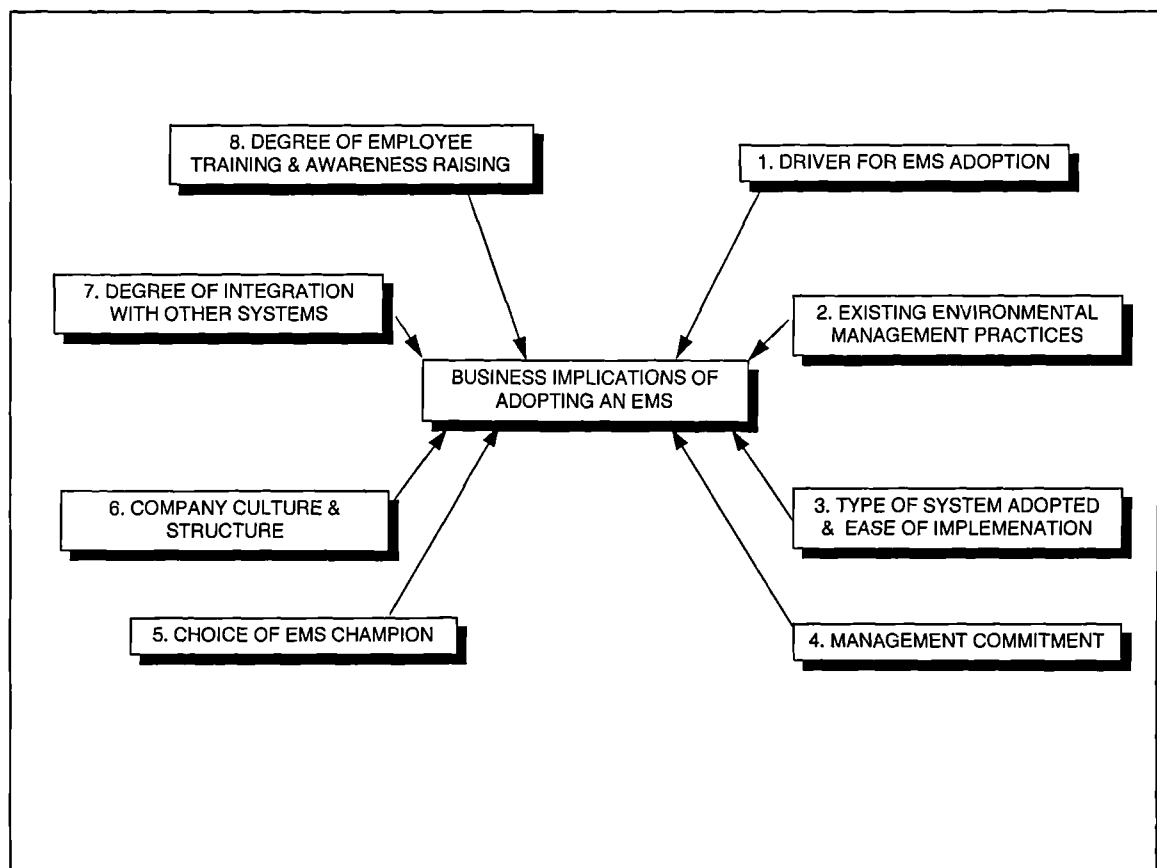 8. DEGREE OF EMPLOYEE
TRAINING & AWARENESS RAISING
1. DRIVER FOR EMS ADOPTION
7. DEGREE OF INTEGRATION
WITH OTHER SYSTEMS
2. EXISTING ENVIRONMENTAL
MANAGEMENT PRACTICES
BUSINESS IMPLICATIONS OF
ADOPTING AN EMS
6. COMPANY CULTURE &
STRUCTURE
3. TYPE OF SYSTEM ADOPTED
& EASE OF IMPLEMENATION
5. CHOICE OF EMS CHAMPION
4. MANAGEMENT COMMITMENT